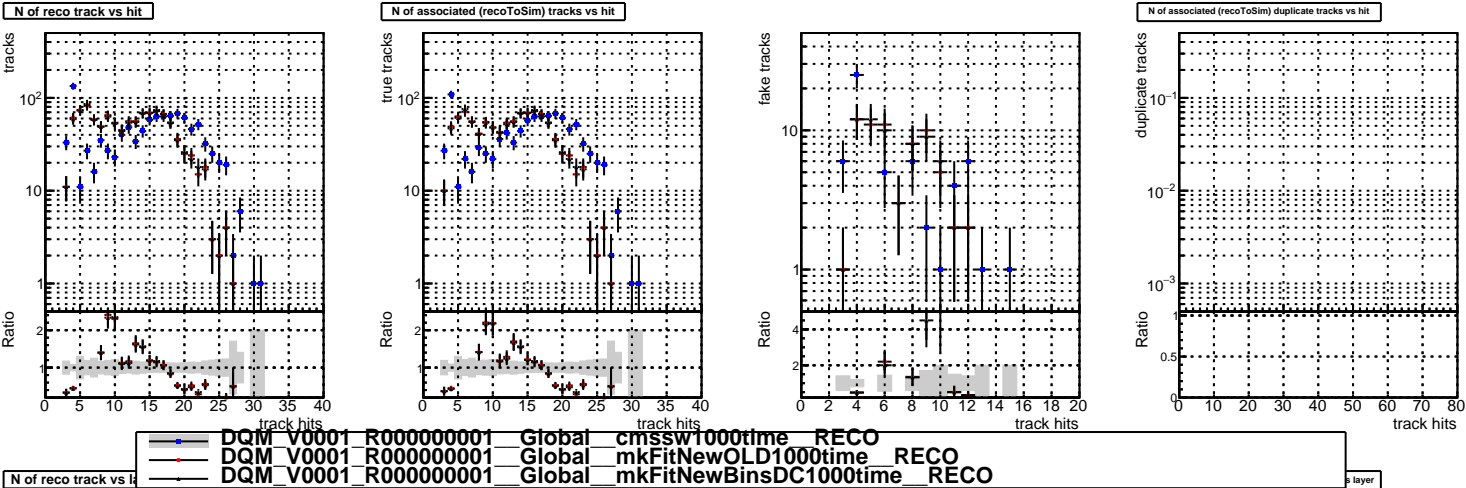 N of reco track vs hit
N of associated (recoToSim) tracks vs hit
N of associated (recoToSim) duplicate tracks vs hit
tracks
10²
10
1
Ratio
2
1
0 5 10 15 20 25 30 35 40
track hits
true tracks
10²
10
1
Ratio
2
1
0 5 10 15 20 25 30 35 40
track hits
fake tracks
10
1
Ratio
4
2
0 2 4 6 8 10 12 14 16 18 20
track hits
duplicate tracks
10⁻¹
10⁻²
10⁻³
Ratio
1
0.5
0
0 10 20 30 40 50 60 70 80
track hits
DQM_V0001_R000000001__Global__cmssw1000time__RECO
DQM_V0001_R000000001__Global__mkFitNewOLD1000time__RECO
DQM_V0001_R000000001__Global__mkFitNewBinsDC1000time__RECO
N of reco track vs la
s layer